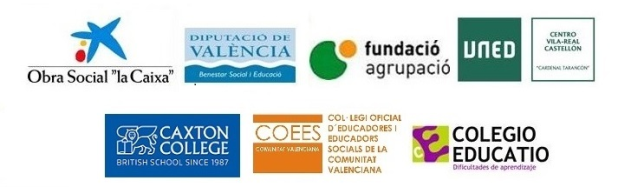 Obra Social "la Caixa"
DIPUTACIÓ DE
VALÈNCIA
Benestar Social i Educació
fundació
agrupació
UNED
CENTRO
VILA-REAL
CASTELLÓN
"CARDENAL TARANCÓN"
CAXTON
COLLEGE
BRITISH SCHOOL SINCE 1987
COEES
COMUNITAT VALENCIANA
COL·LEGI OFICIAL
D'EDUCADORES I
EDUCADORS
SOCIALS DE LA
COMUNITAT
VALENCIANA
COLEGIO
EDUCATIO
Dificultades de aprendizaje